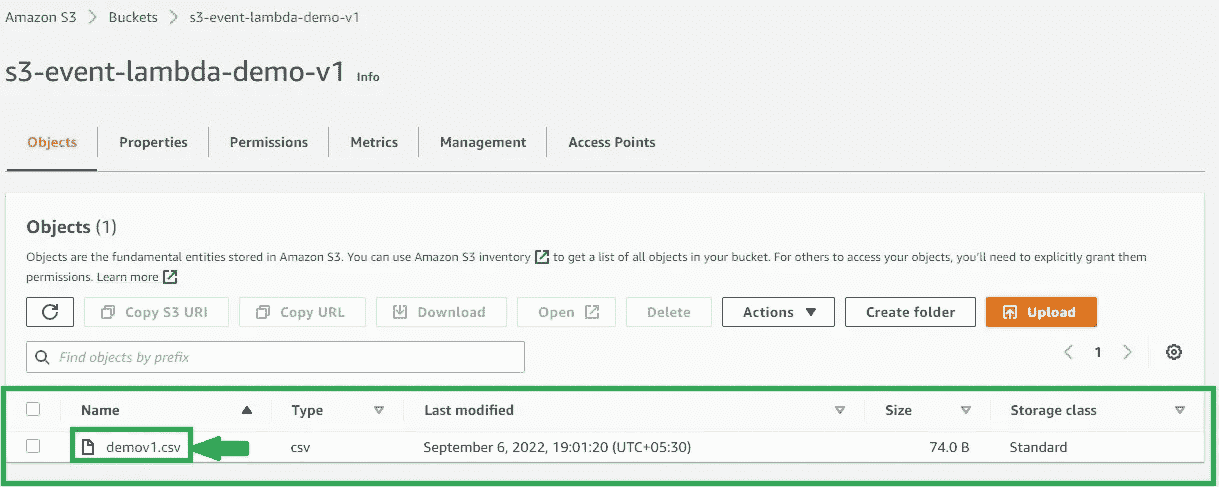 Amazon S3 > Buckets > s3-event-lambda-demo-v1
s3-event-lambda-demo-v1 Info
Objects Properties Permissions Metrics Management Access Points
Objects (1)
Objects are the fundamental entities stored in Amazon S3. You can use Amazon S3 inventory to get a list of all objects in your bucket. For others to access your objects, you'll need to explicitly grant them
permissions. Learn more
Copy S3 URI Copy URL Download Open Delete Actions Create folder Upload
Find objects by prefix
1
Name Type Last modified Size Storage class
demov1.csv csv September 6, 2022, 19:01:20 (UTC+05:30) 74.0 B Standard